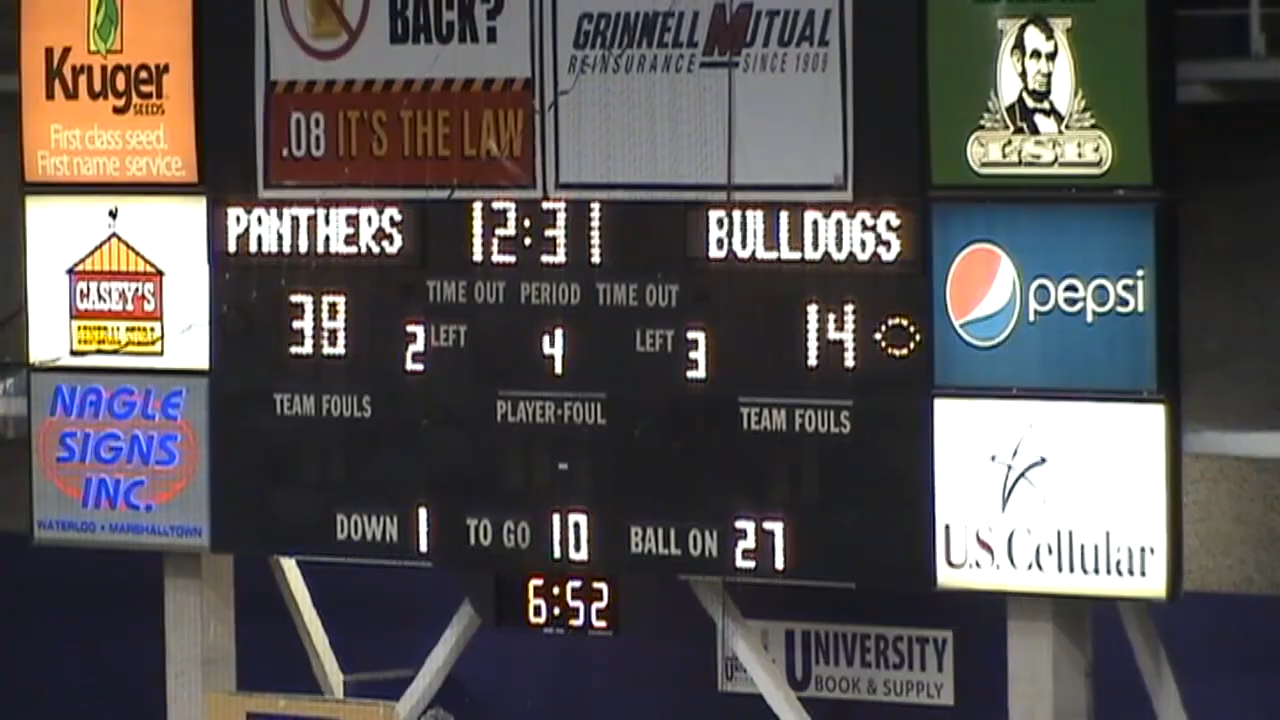 Kruger
SEEDS
First class seed.
First name service.
BACK?
.08 IT'S THE LAW
GRINNELL MUTUAL
REINSURANCE SINCE 1909
LSB
CASEY'S
GENERAL STORE
PANTHERS 12:31 BULLDOGS
TIME OUT PERIOD TIME OUT
38 2 LEFT 4 LEFT 3 14
TEAM FOULS PLAYER-FOUL TEAM FOULS
-
pepsi
NAGLE
SIGNS
INC.
WATERLOO • MARSHALLTOWN
DOWN 1 TO GO 10 BALL ON 27
6:52
U.S. Cellular
UNIVERSITY
BOOK & SUPPLY